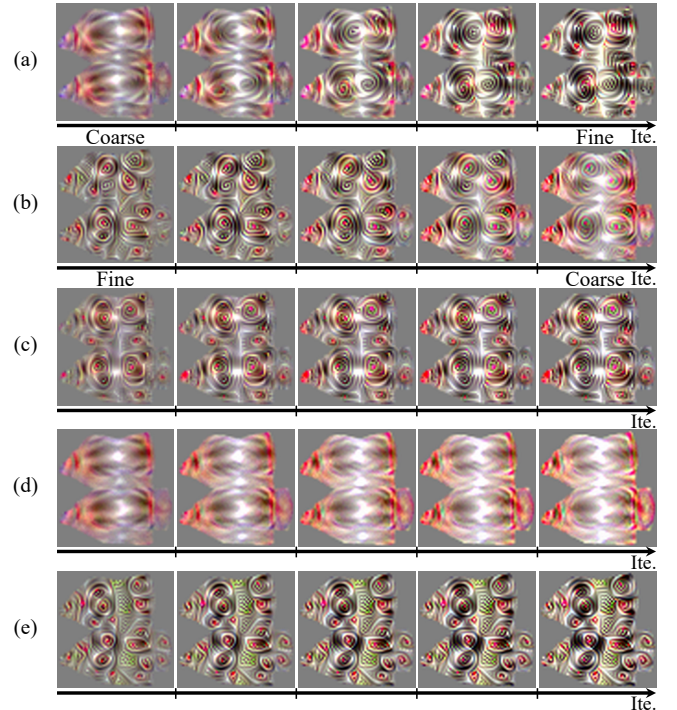 (a)
Coarse Fine Ite.
(b)
Fine Coarse Ite.
(c)
Ite.
(d)
Ite.
(e)
Ite.